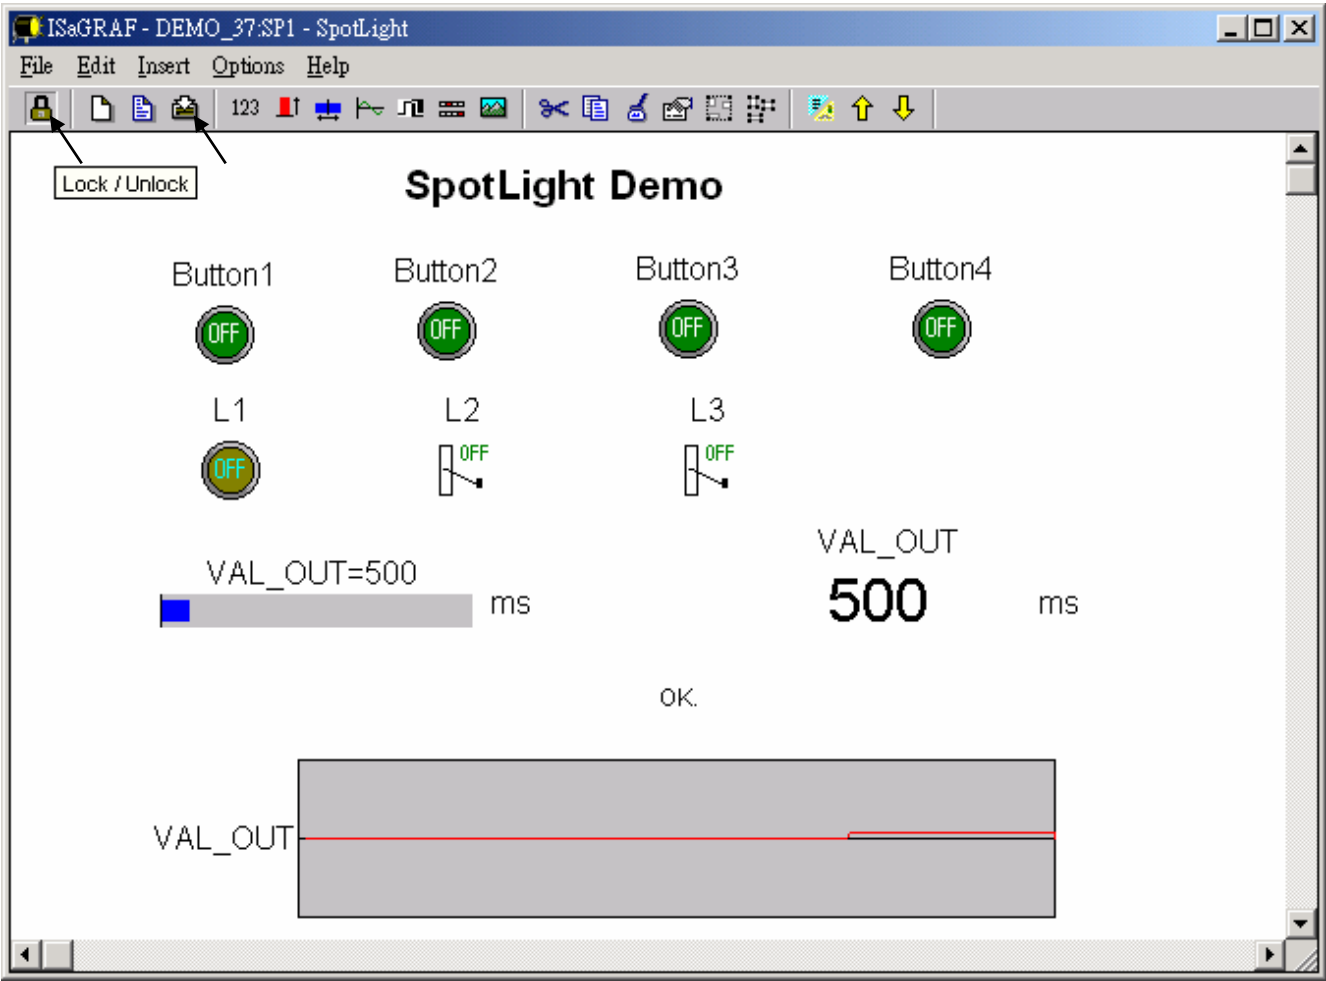 ISaGRAF - DEMO_37:SP1 - SpotLight
File Edit Insert Options Help
123
Lock / Unlock
SpotLight Demo
Button1 Button2 Button3 Button4
OFF OFF OFF OFF
L1 L2 L3
OFF OFF OFF
VAL_OUT
VAL_OUT=500
500 ms
ms
OK.
VAL_OUT